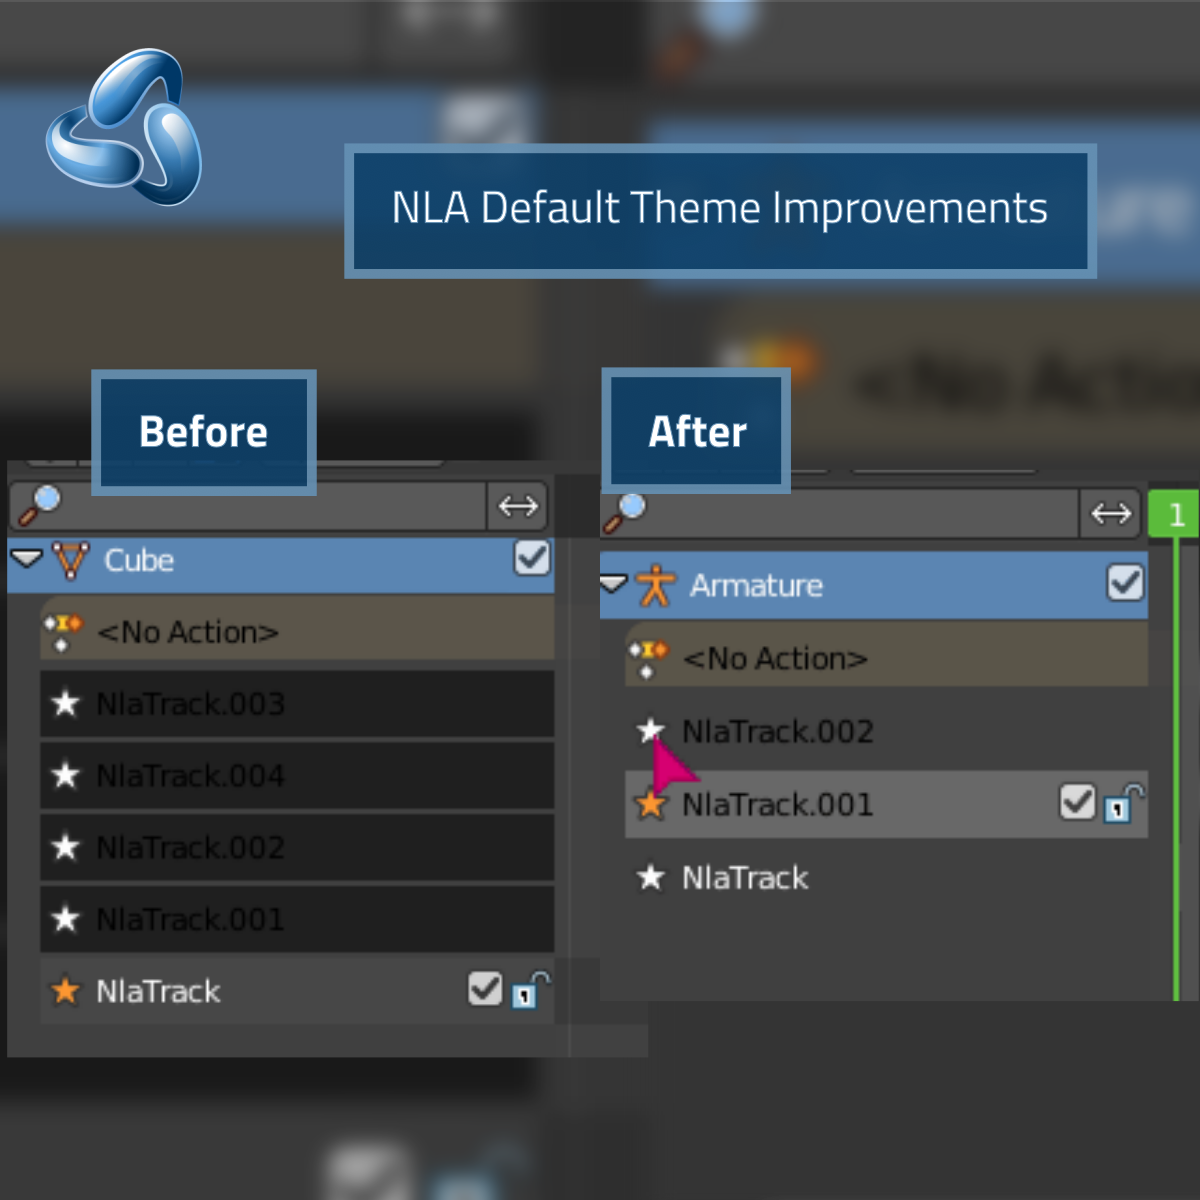 NLA Default Theme Improvements
Before
After
Cube
<No Action>
NlaTrack.003
NlaTrack.004
NlaTrack.002
NlaTrack.001
NlaTrack
1
Armature
<No Action>
NlaTrack.002
NlaTrack.001
NlaTrack